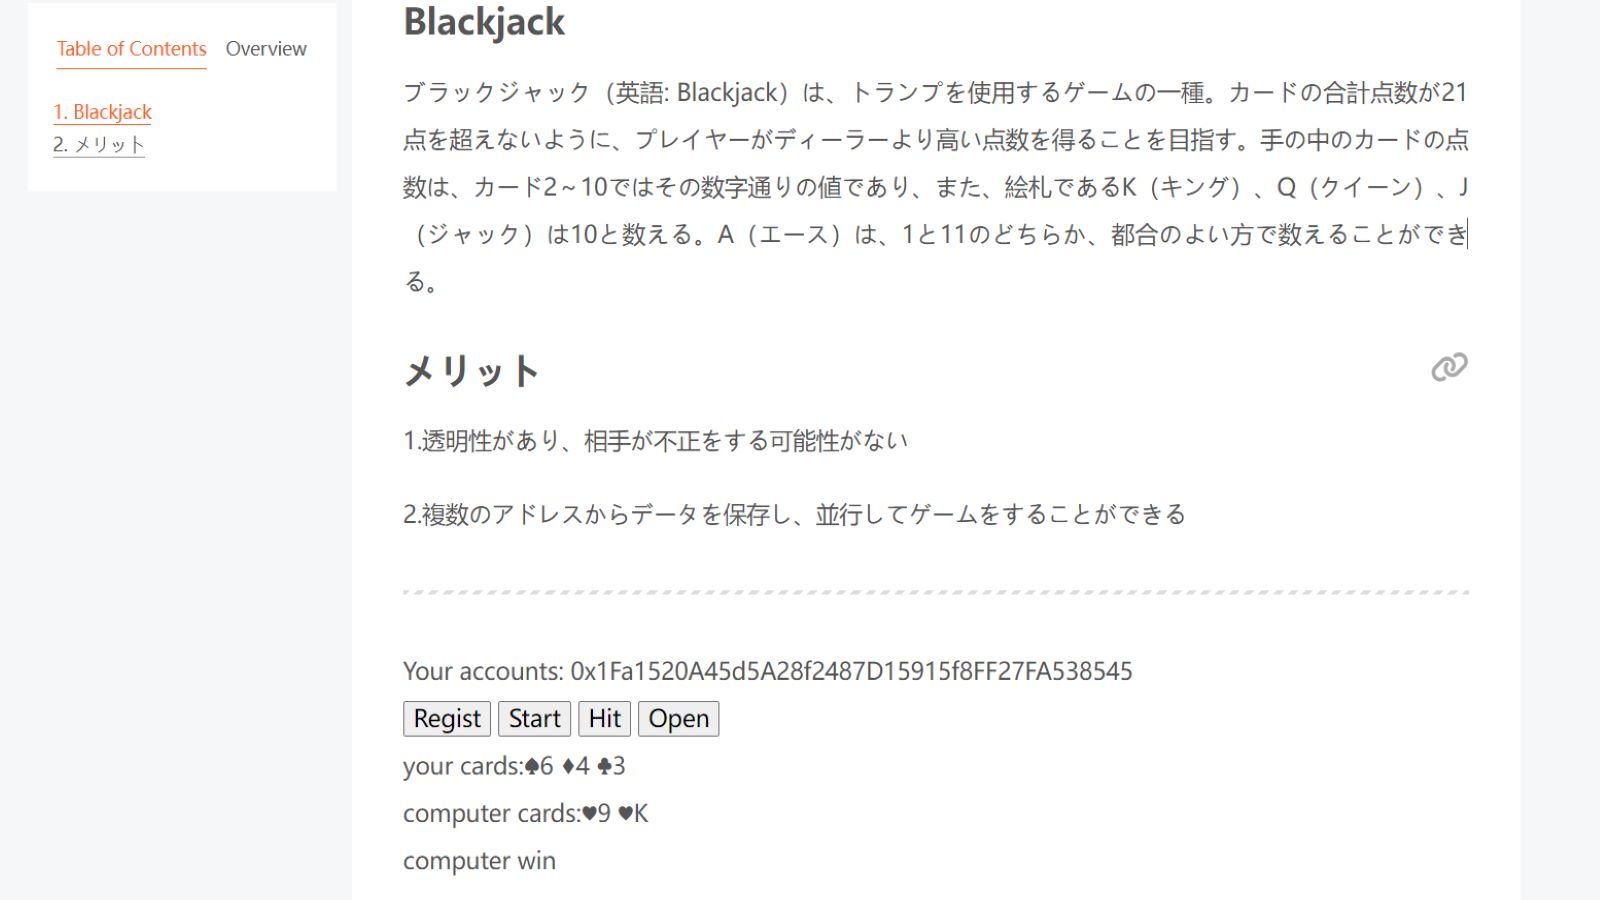 Table of Contents Overview
1. Blackjack
2. メリット
Blackjack
ブラックジャック（英語: Blackjack）は、トランプを使用するゲームの一種。カードの合計点数が21
点を超えないように、プレイヤーがディーラーより高い点数を得ることを目指す。手の中のカードの点
数は、カード2～10ではその数字通りの値であり、また、絵札であるK（キング）、Q（クイーン）、J
（ジャック）は10と数える。A（エース）は、1と11のどちらか、都合のよい方で数えることができ
る。
メリット
1.透明性があり、相手が不正をする可能性がない
2.複数のアドレスからデータを保存し、並行してゲームをすることができる
Your accounts: 0x1Fa1520A45d5A28f2487D15915f8FF27FA538545
Regist Start Hit Open
your cards:♠6 ♦4 ♣3
computer cards:♥9 ♥K
computer win